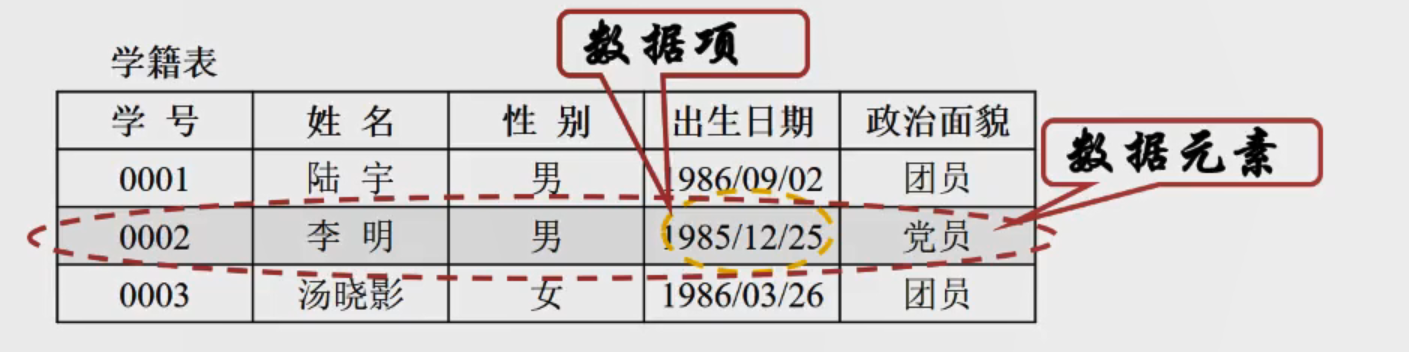 数据项
学籍表
学 号 姓 名 性 别 出生日期 政治面貌
数据元素
0001 陆 宇 男 1986/09/02 团员
0002 李 明 男 1985/12/25 党员
0003 汤晓影 女 1986/03/26 团员